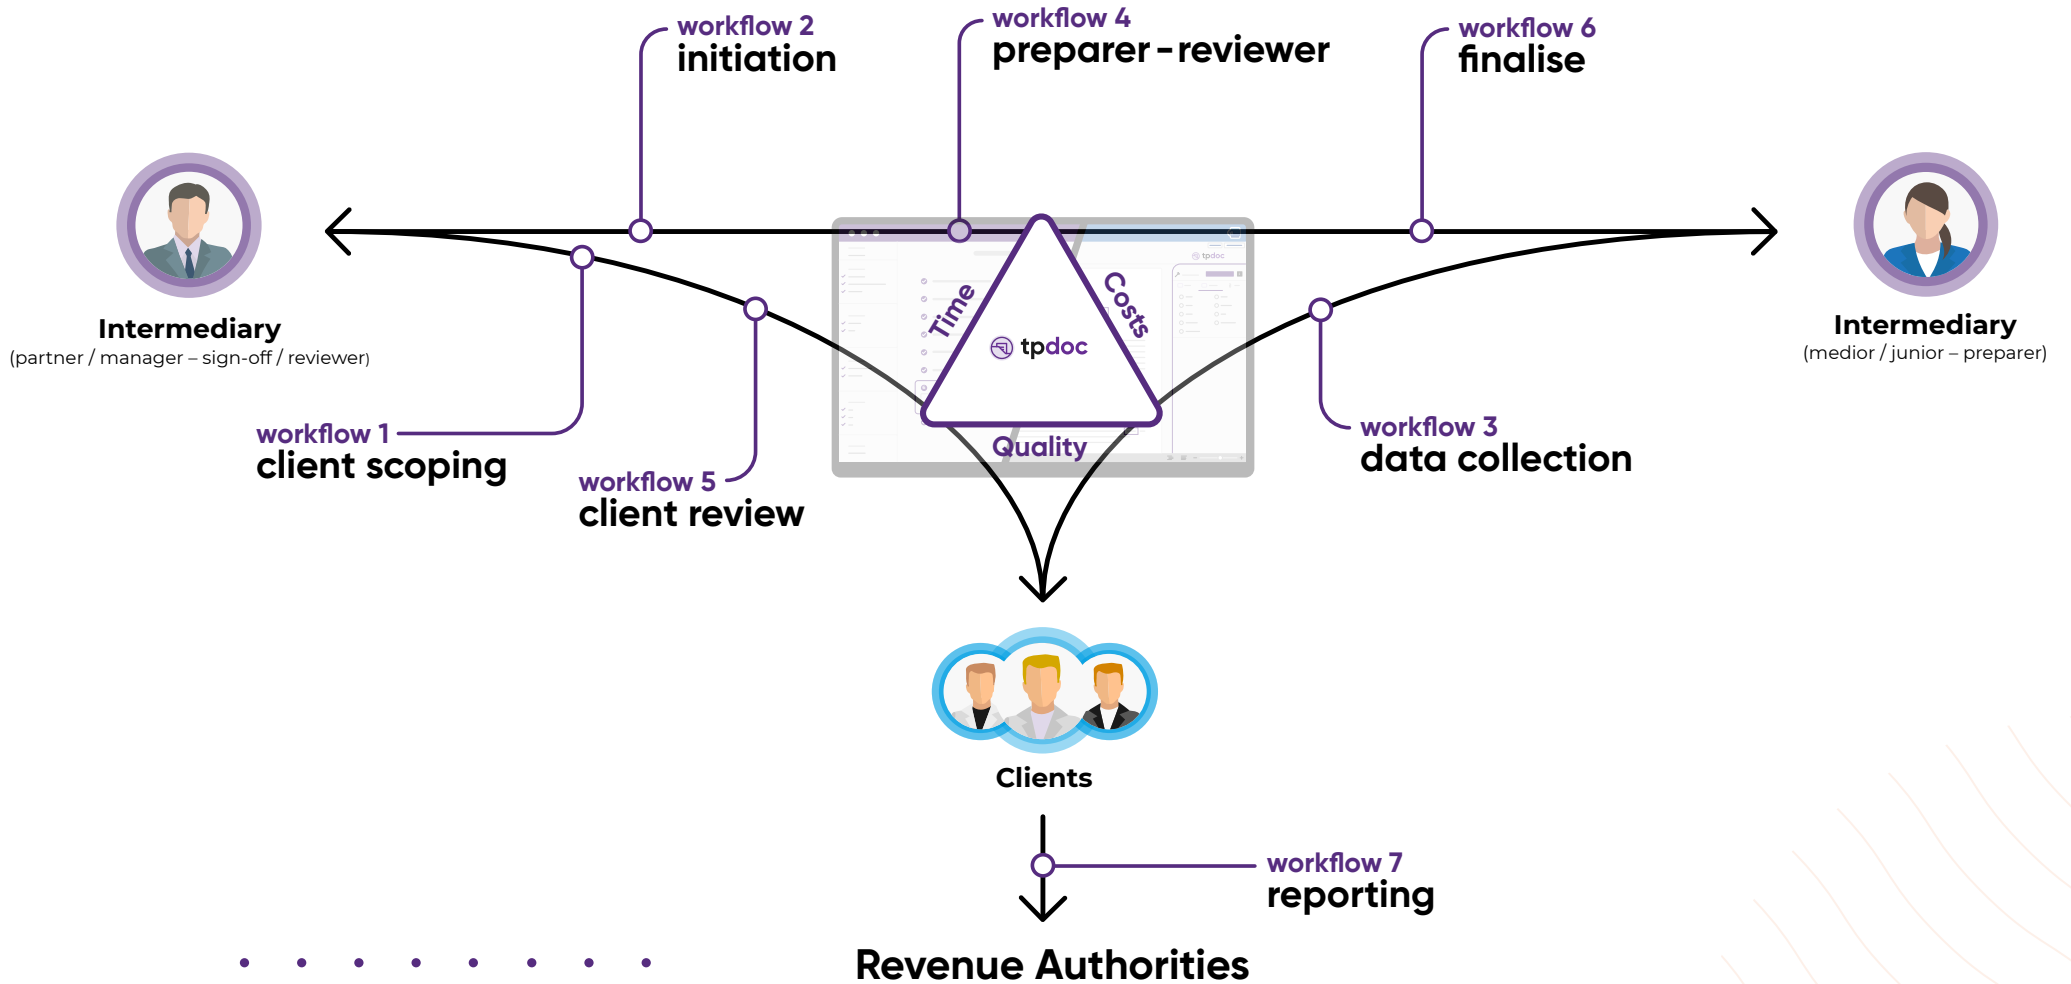 workflow 2
initiation
workflow 4
preparer - reviewer
workflow 6
finalise
Intermediary
(partner / manager – sign-off / reviewer)
Intermediary
(medior / junior – preparer)
tpdoc
Time
Costs
tpdoc
Quality
workflow 1
client scoping
workflow 5
client review
workflow 3
data collection
Clients
workflow 7
reporting
Revenue Authorities